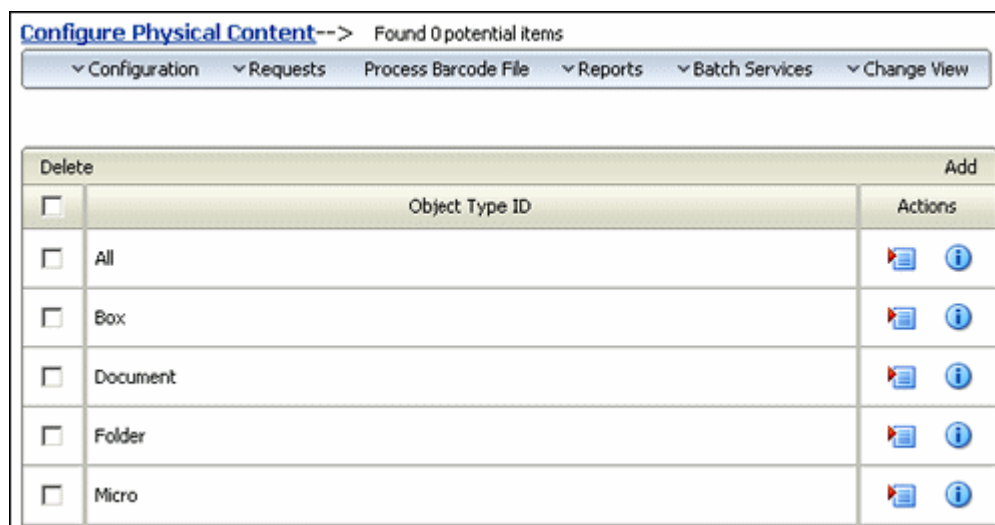 Configure Physical Content--> Found 0 potential items
Configuration Requests Process Barcode File Reports Batch Services Change View
Delete Add
Object Type ID Actions
All
Box
Document
Folder
Micro